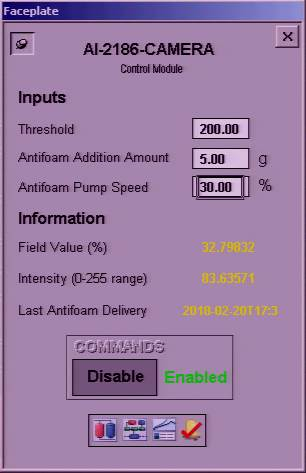 Faceplate
AI-2186-CAMERA
Control Module
Inputs
Threshold 200.00
Antifoam Addition Amount 5.00 g
Antifoam Pump Speed 30.00 %
Information
Field Value (%) 32.79832
Intensity (0-255 range) 83.63571
Last Antifoam Delivery 2018-02-20T17:3
COMMANDS
Disable Enabled